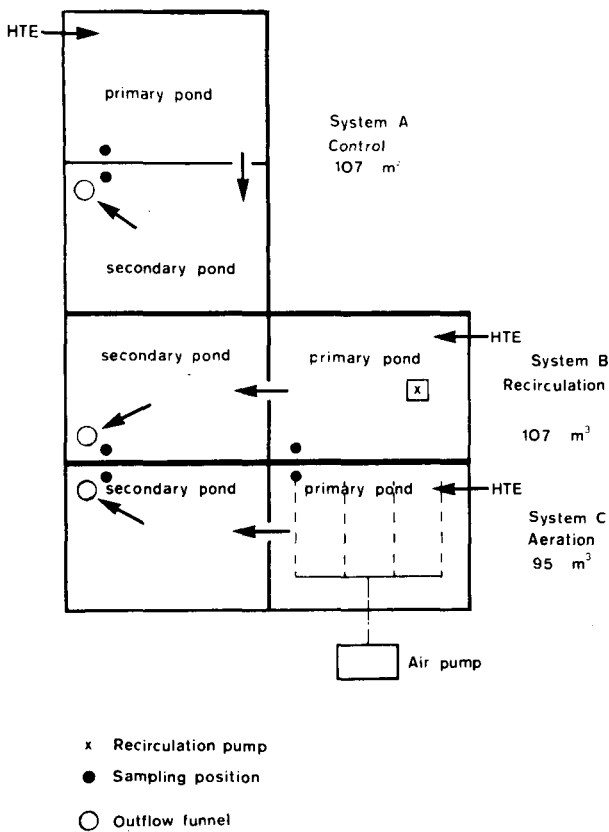 HTE
primary pond
System A
Control
107 m³
secondary pond
secondary pond
primary pond
HTE
x
System B
Recirculation
107 m³
secondary pond
primary pond
HTE
System C
Aeration
95 m³
Air pump
x Recirculation pump
Sampling position
Outflow funnel